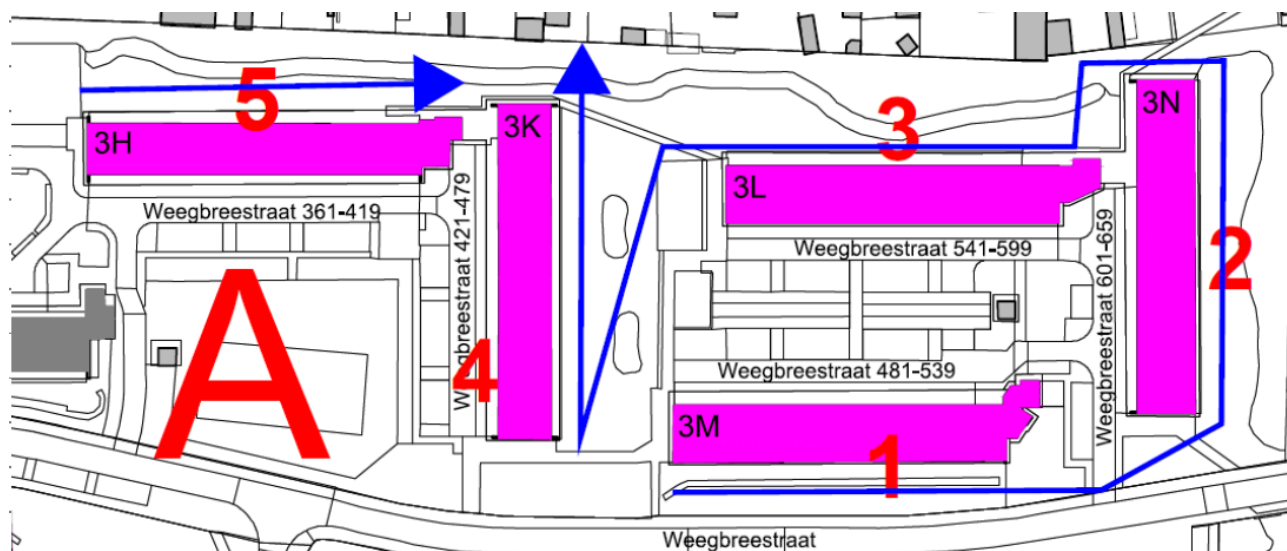 5
3H
3K
3
3N
3L
Weegbreestraat 361-419
Weegbreestraat 421-479
Weegbreestraat 541-599
Weegbreestraat 601-659
2
A
4
Weegbreestraat 481-539
3M
1
Weegbreestraat